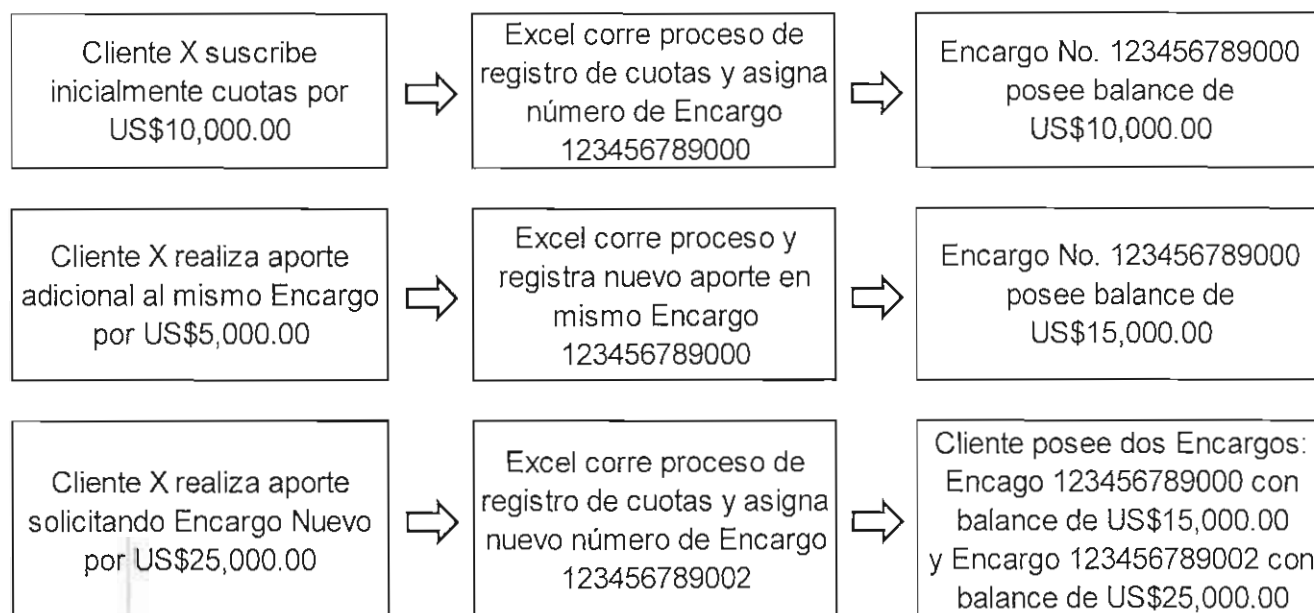 Cliente X suscribe
inicialmente cuotas por
US$10,000.00
Excel corre proceso de
registro de cuotas y asigna
número de Encargo
123456789000
Encargo No. 123456789000
posee balance de
US$10,000.00
Cliente X realiza aporte
adicional al mismo Encargo
por US$5,000.00
Excel corre proceso y
registra nuevo aporte en
mismo Encargo
123456789000
Encargo No. 123456789000
posee balance de
US$15,000.00
Cliente X realiza aporte
solicitando Encargo Nuevo
por US$25,000.00
Excel corre proceso de
registro de cuotas y asigna
nuevo número de Encargo
123456789002
Cliente posee dos Encargos:
Encago 123456789000 con
balance de US$15,000.00
y Encargo 123456789002 con
balance de US$25,000.00